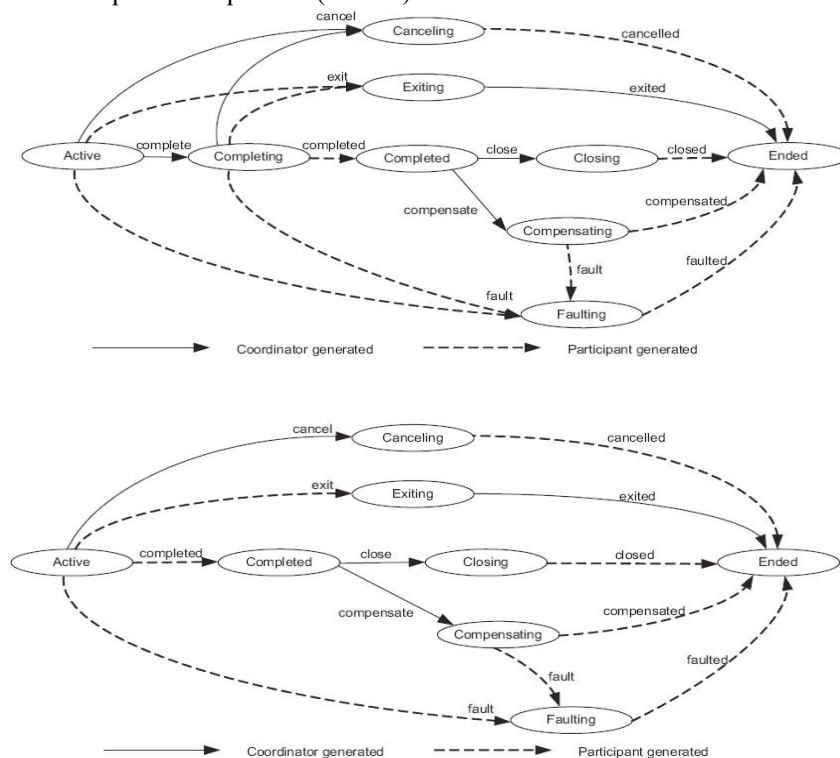 cancel
Canceling
cancelled
exit
Exiting
exited
Active
complete
Completing
completed
Completed
close
Closing
closed
Ended
compensate
Compensating
compensated
fault
faulted
fault
Faulting
Coordinator generated
Participant generated
cancel
Canceling
cancelled
exit
Exiting
exited
Active
completed
Completed
close
Closing
closed
Ended
compensate
Compensating
compensated
fault
faulted
fault
Faulting
Coordinator generated
Participant generated